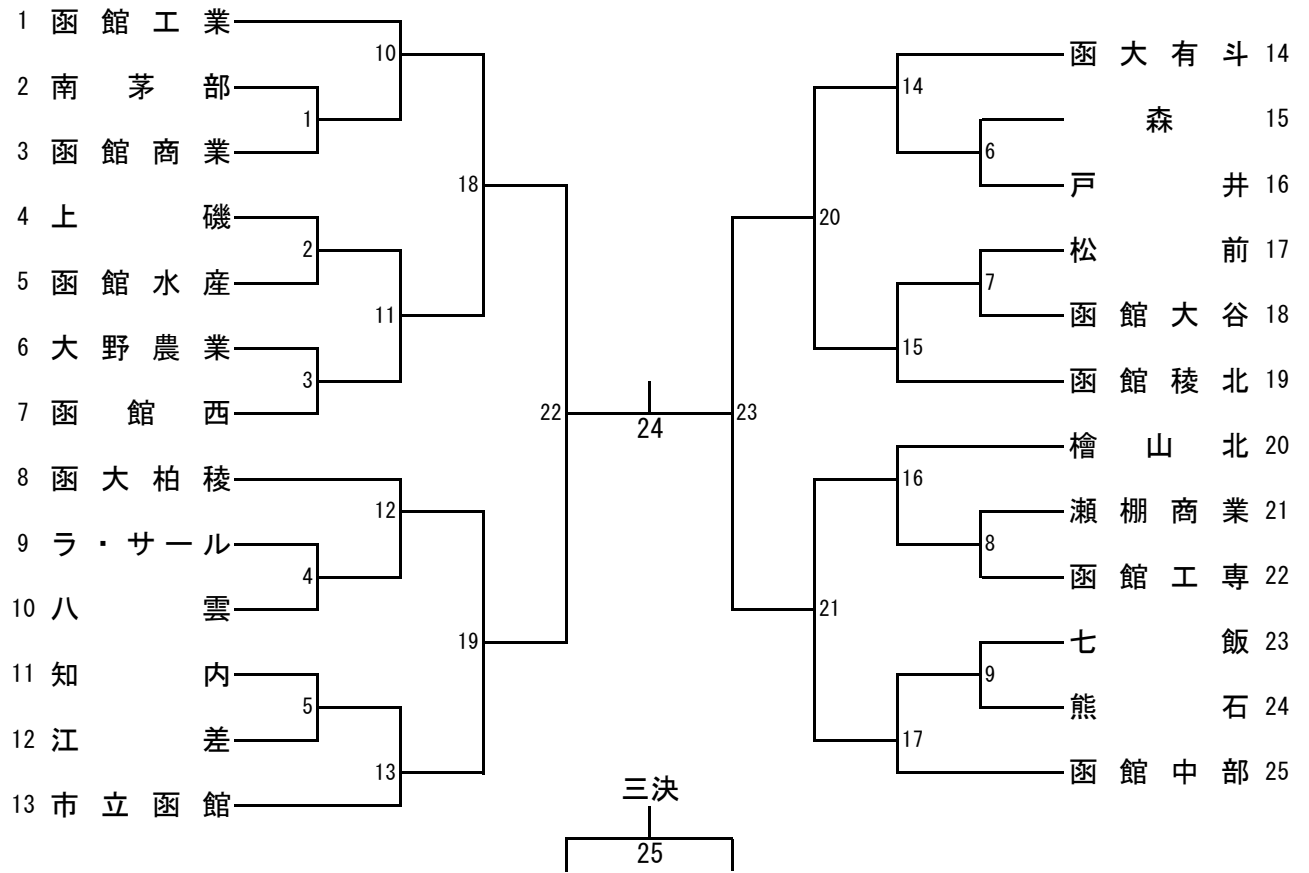 1 函館工業
10
2 南茅部
1
3 函館商業
18
4 上磯
2
5 函館水産
11
6 大野農業
3
7 函館西
22
8 函大柏稜
12
9 ラ・サール
4
10 八雲
19
11 知内
5
12 江差
13
13 市立函館
24
三決
25
函大有斗 14
14
森 15
6
戸井 16
20
松前 17
7
函館大谷 18
15
函館稜北 19
23
檜山北 20
16
瀬棚商業 21
8
函館工専 22
21
七飯 23
9
熊石 24
17
函館中部 25